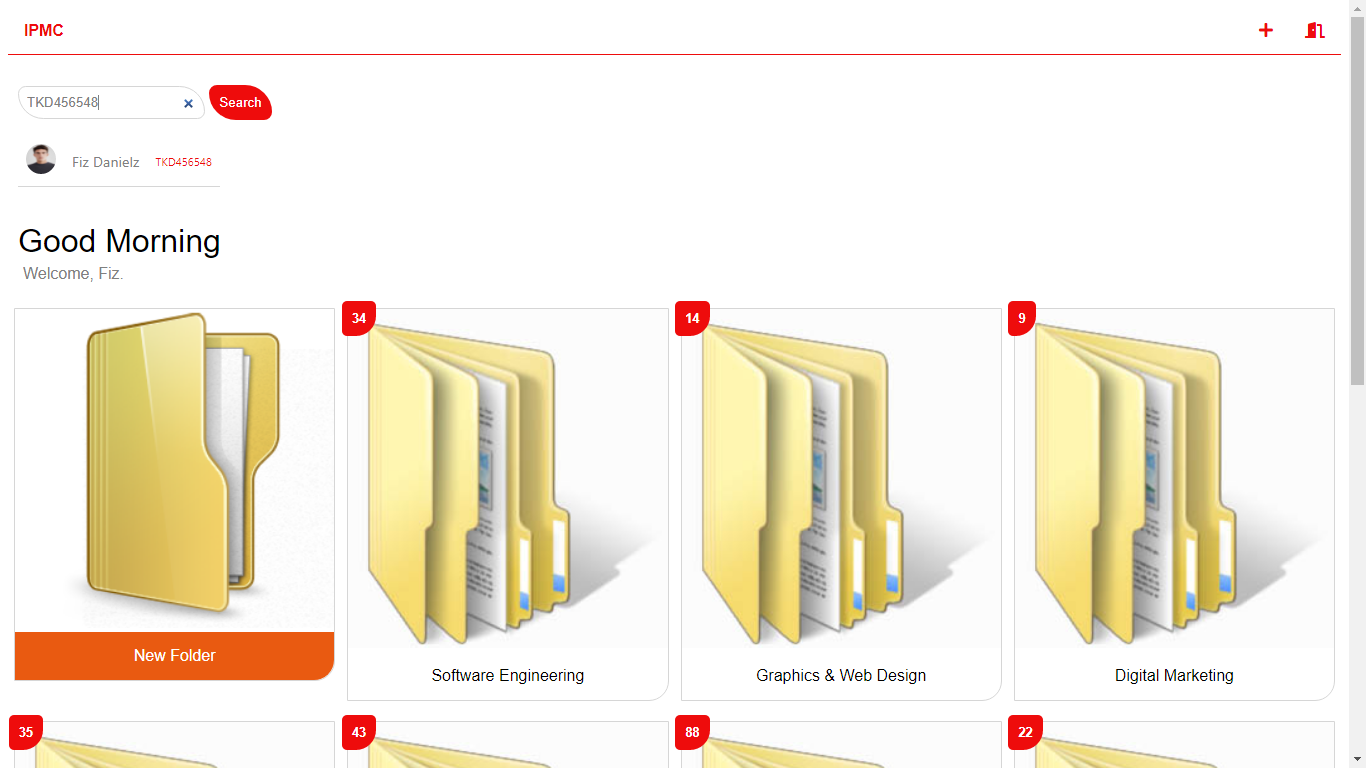 IPMC
TKD456548
Search
Fiz Danielz TKD456548
Good Morning
Welcome, Fiz.
34
14
9
New Folder
Software Engineering
Graphics & Web Design
Digital Marketing
35
43
88
22